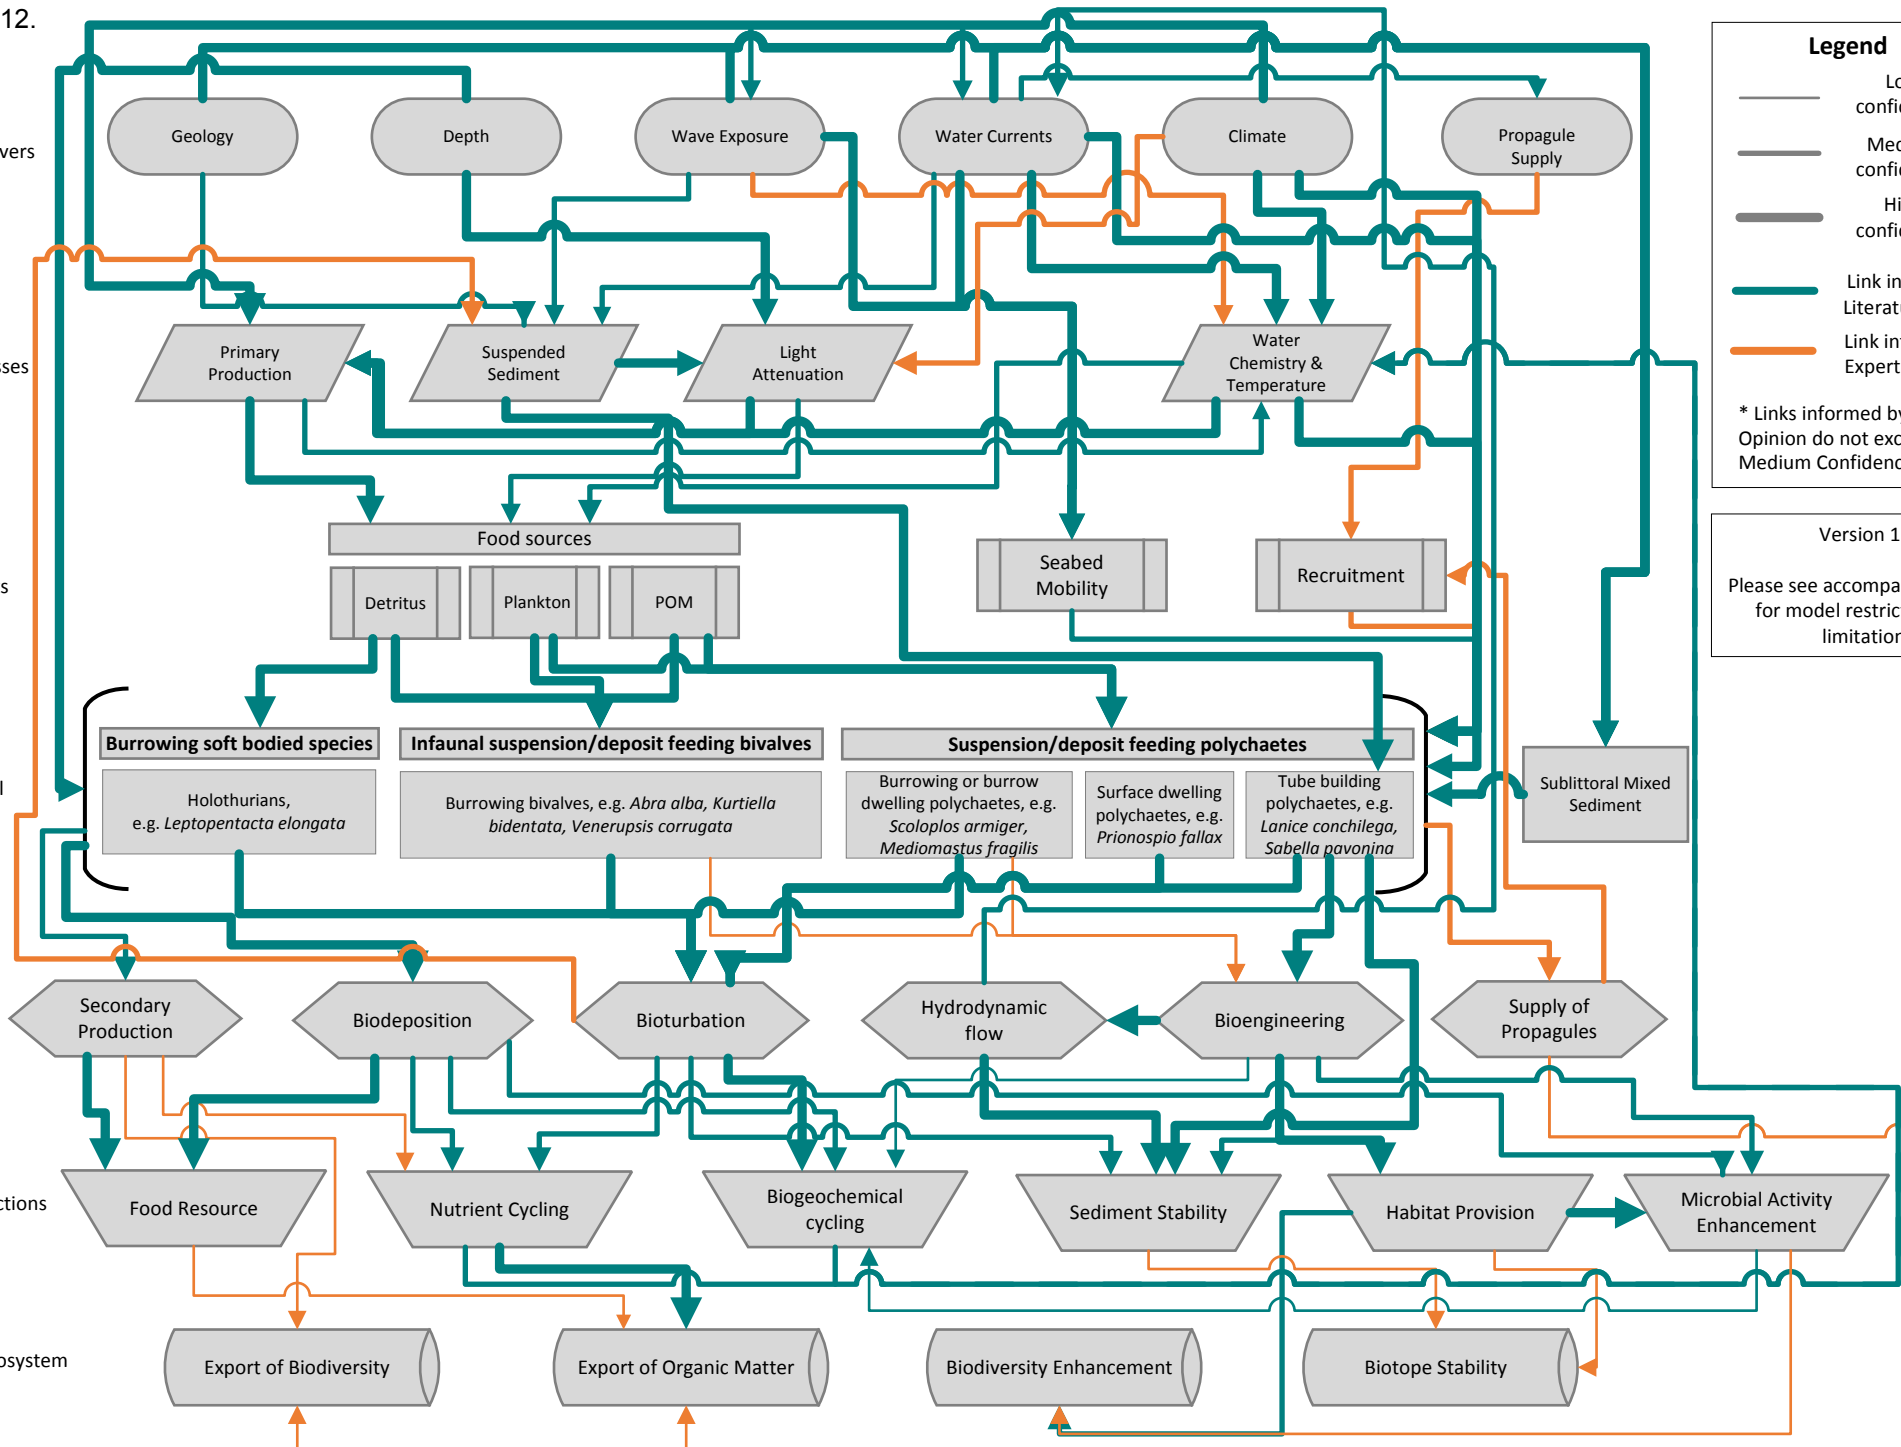 12.
Legend
Geology
Depth
Wave Exposure
Water Currents
Climate
Propagule
Supply
Link in
Link in
* Links informed by
Opinion do not exc
Primary
Production
Suspended
Sediment
Light
Attenuation
Water
Chemistry &
Temperature
Food sources
Detritus
Plankton
POM
Seabed
Mobility
Recruitment
Version 1
Please see accompa
for model restric
limitation
Burrowing soft bodied species
Infaunal suspension/deposit feeding bivalves
Suspension/deposit feeding polychaetes
Holothurians,
e.g. Leptopentacta elongata
Burrowing bivalves, e.g. Abra alba, Kurtiella
bidentata, Venerupsis corrugata
Burrowing or burrow
dwelling polychaetes, e.g.
Scoloplos armiger,
Mediomastus fragilis
Surface dwelling
polychaetes, e.g.
Prionospio fallax
Tube building
polychaetes, e.g.
Lanice conchilega,
Sabella pavonina
Sublittoral Mixed
Sediment
Secondary
Production
Biodeposition
Bioturbation
Hydrodynamic
flow
Bioengineering
Supply of
Propagules
Food Resource
Nutrient Cycling
Biogeochemical
cycling
Sediment Stability
Habitat Provision
Microbial Activity
Enhancement
Export of Biodiversity
Export of Organic Matter
Biodiversity Enhancement
Biotope Stability